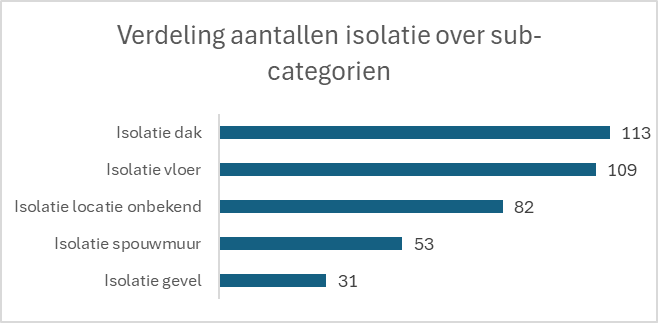 Verdeling aantallen isolatie over sub-
categorien
Isolatie dak 113
Isolatie vloer 109
Isolatie locatie onbekend 82
Isolatie spouwmuur 53
Isolatie gevel 31